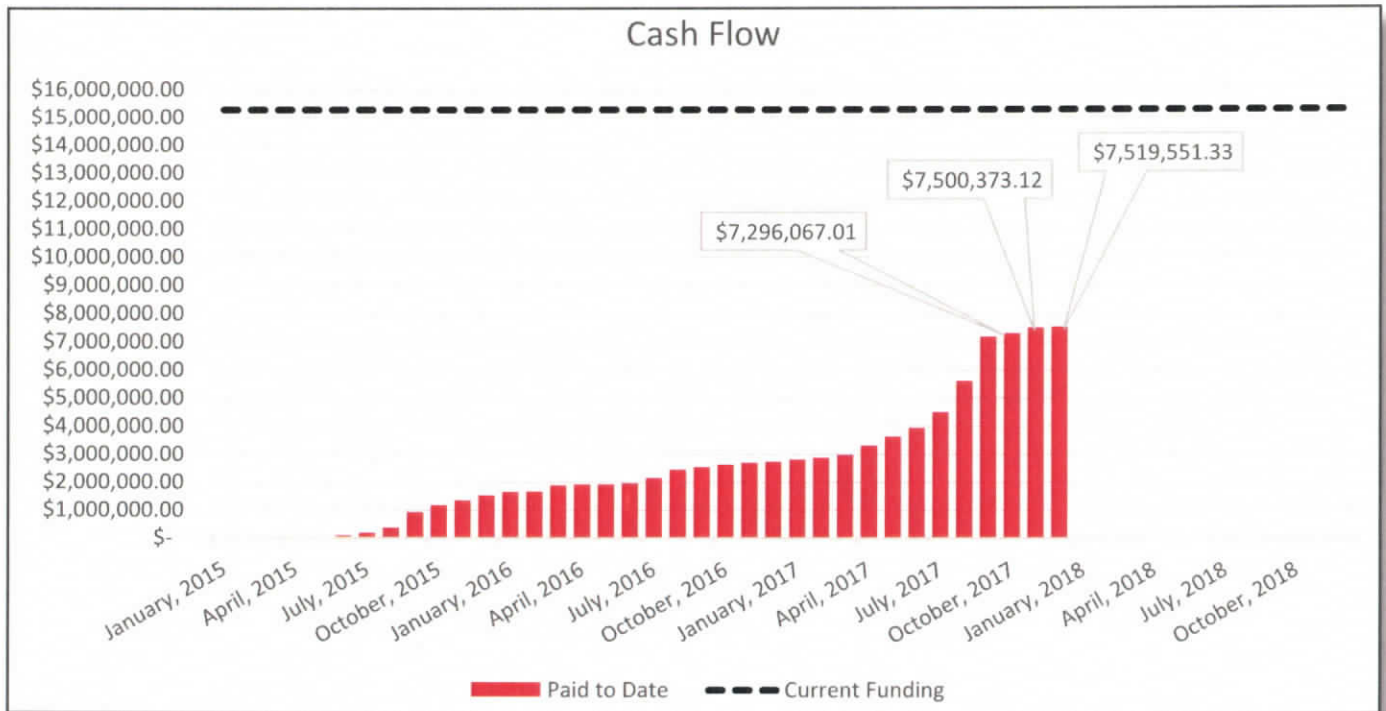 Cash Flow
$16,000,000.00
$15,000,000.00
$14,000,000.00
$13,000,000.00
$12,000,000.00
$11,000,000.00
$10,000,000.00
$9,000,000.00
$8,000,000.00
$7,000,000.00
$6,000,000.00
$5,000,000.00
$4,000,000.00
$3,000,000.00
$2,000,000.00
$1,000,000.00
$-
$7,296,067.01
$7,500,373.12
$7,519,551.33
January, 2015
April, 2015
July, 2015
October, 2015
January, 2016
April, 2016
July, 2016
October, 2016
January, 2017
April, 2017
July, 2017
October, 2017
January, 2018
April, 2018
July, 2018
October, 2018
Paid to Date
Current Funding